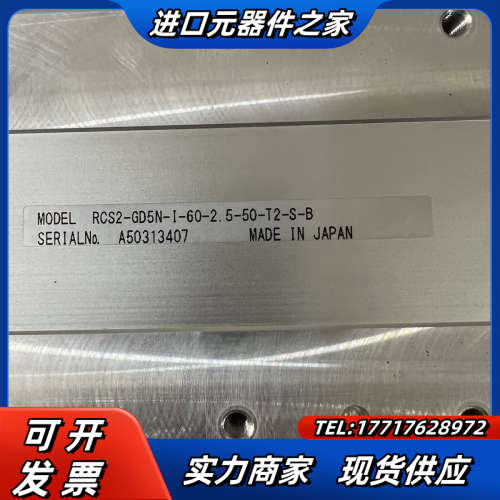 进口元器件之家
MODEL RCS2-GD5N-I-60-2.5-50-T2-S-B
SERIALNo. A50313407 MADE IN JAPAN
可开
发票
TEL:17717628972
实力商家 现货供应